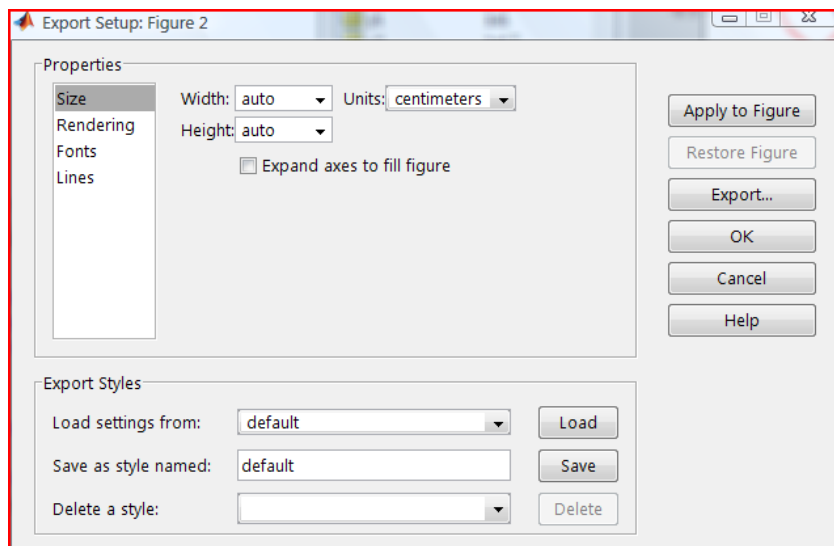 Export Setup: Figure 2
Properties
Size
Rendering
Fonts
Lines
Width: auto Units: centimeters
Height: auto
Expand axes to fill figure
Apply to Figure
Restore Figure
Export...
OK
Cancel
Help
Export Styles
Load settings from: default Load
Save as style named: default Save
Delete a style: Delete